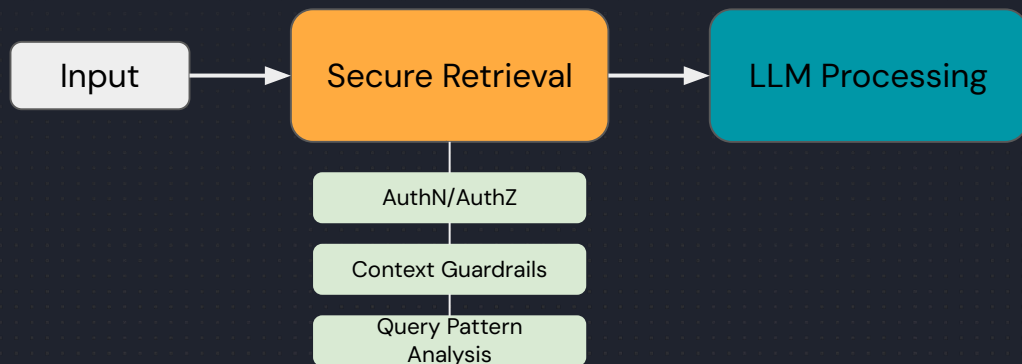 Input
Secure Retrieval
LLM Processing
AuthN/AuthZ
Context Guardrails
Query Pattern
Analysis